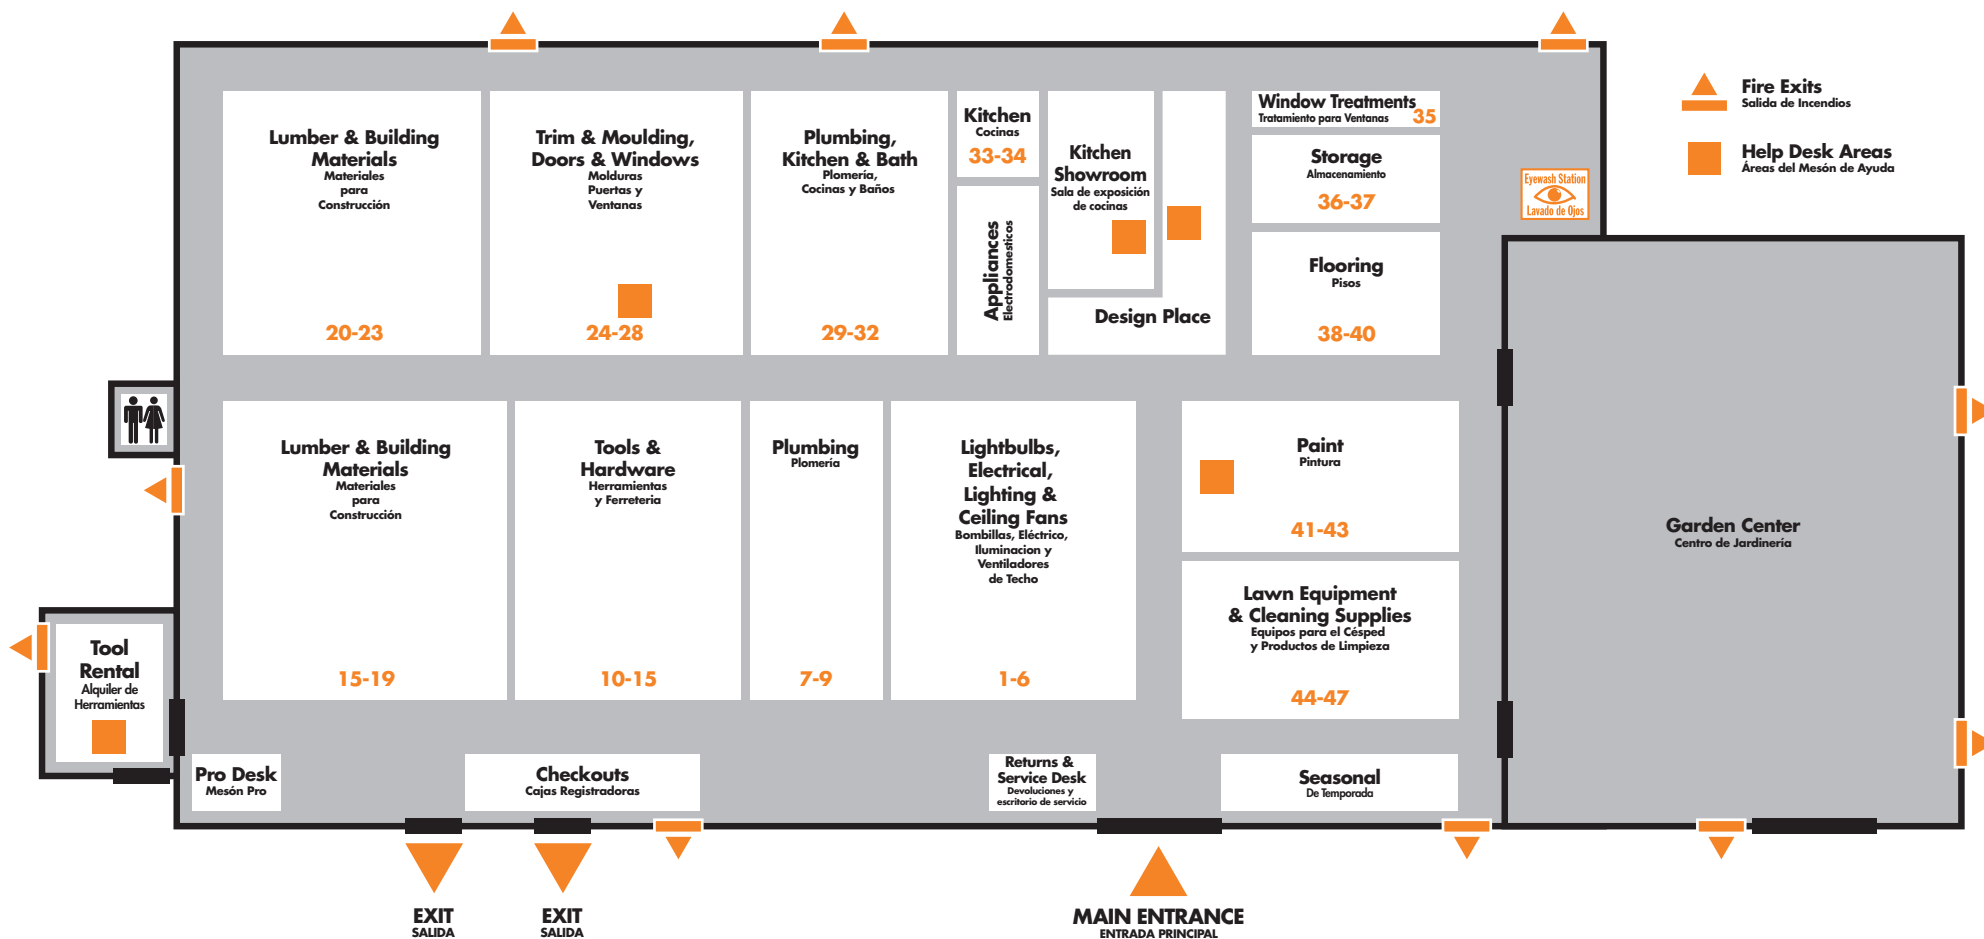 Fire Exits
Salida de Incendios
Help Desk Areas
Áreas del Mesón de Ayuda
Lumber & Building
Materials
Materiales
para
Construcción
20-23
Trim & Moulding,
Doors & Windows
Molduras
Puertas y
Ventanas
24-28
Plumbing,
Kitchen & Bath
Plomería,
Cocinas y Baños
29-32
Kitchen
Cocinas
33-34
Appliances
Electrodomesticos
Kitchen
Showroom
Sala de exposición
de cocinas
Design Place
Window Treatments
Tratamiento para Ventanas 35
Storage
Almacenamiento
36-37
Flooring
Pisos
38-40
Eyewash Station
Lavado de Ojos
Lumber & Building
Materials
Materiales
para
Construcción
15-19
Tools &
Hardware
Herramientas
y Ferreteria
10-15
Plumbing
Plomería
7-9
Lightbulbs,
Electrical,
Lighting &
Ceiling Fans
Bombillas, Eléctrico,
Iluminacion y
Ventiladores
de Techo
1-6
Paint
Pintura
41-43
Lawn Equipment
& Cleaning Supplies
Equipos para el Césped
y Productos de Limpieza
44-47
Garden Center
Centro de Jardinería
Tool
Rental
Alquiler de
Herramientas
Pro Desk
Mesón Pro
Checkouts
Cajas Registradoras
Returns &
Service Desk
Devoluciones y
escritorio de servicio
Seasonal
De Temporada
EXIT
SALIDA
EXIT
SALIDA
MAIN ENTRANCE
ENTRADA PRINCIPAL